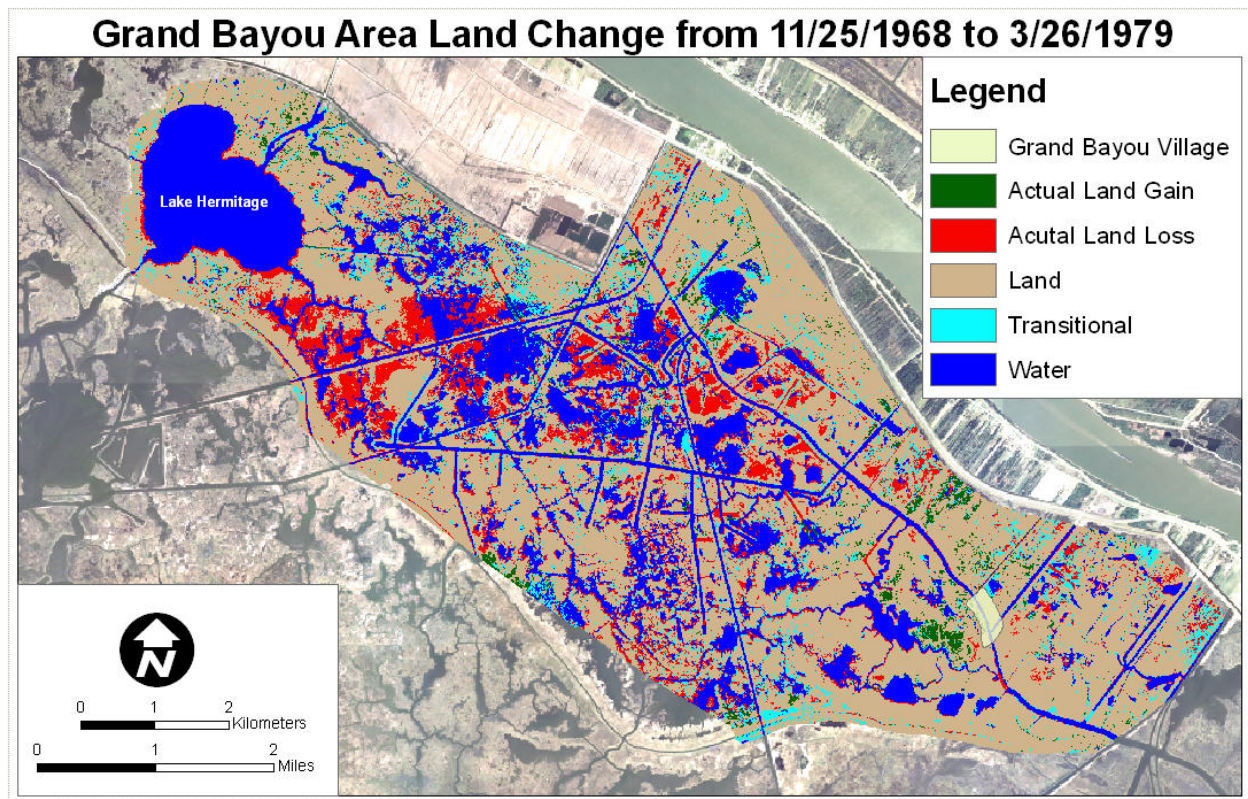 Grand Bayou Area Land Change from 11/25/1968 to 3/26/1979
Legend
Grand Bayou Village
Actual Land Gain
Acutal Land Loss
Land
Transitional
Water
Lake Hermitage
N
0 1 2
Kilometers
0 1 2
Miles